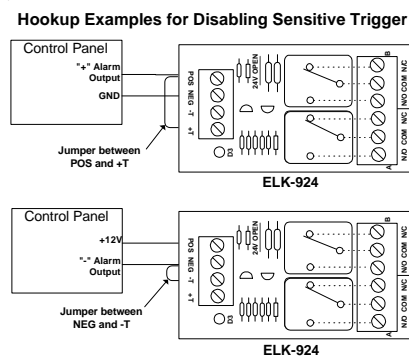 Hookup Examples for Disabling Sensitive Trigger
Control Panel
"+" Alarm
Output
GND
Jumper between
POS and +T
POS NEG -T +T
D3
24V OPEN
B
N/O COM N/C
N/O COM N/C
A
ELK-924
Control Panel
+12V
"-" Alarm
Output
Jumper between
NEG and -T
POS NEG -T +T
D3
24V OPEN
B
N/O COM N/C
N/O COM N/C
A
ELK-924